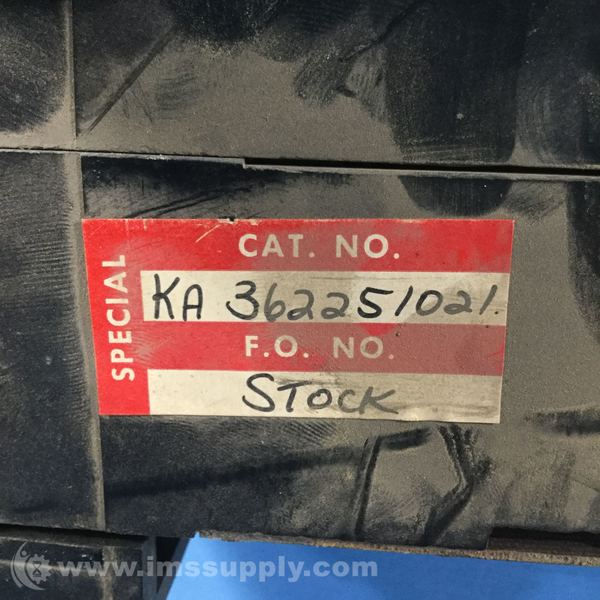 SPECIAL
CAT. NO.
KA 362251021
F.O. NO.
STOCK
www.imssupply.com